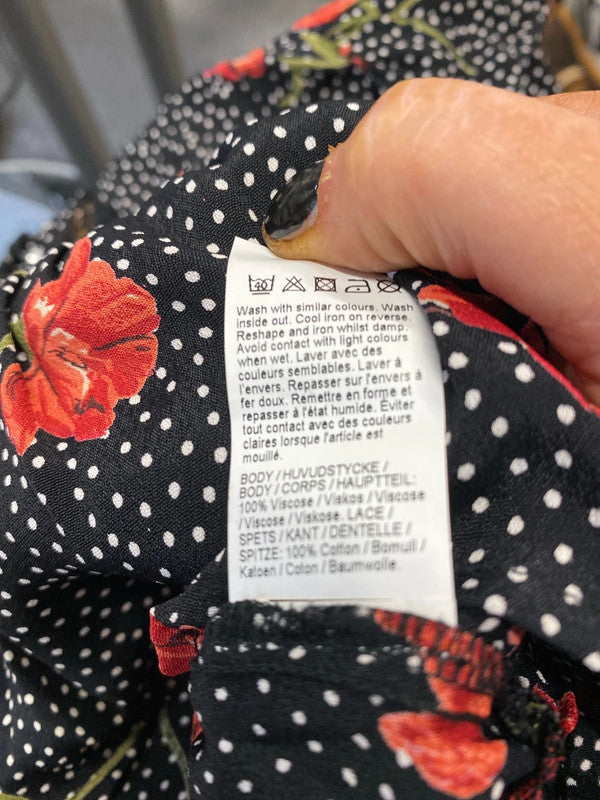 40
Wash with similar colours. Wash
inside out. Cool iron on reverse.
Reshape and iron whilst damp.
Avoid contact with light colours
when wet. Laver avec des
couleurs semblables. Laver à
l'envers. Repasser sur l'envers à
fer doux. Remettre en forme et
repasser à l'état humide. Éviter
tout contact avec des couleurs
claires lorsque l'article est
mouillé.
BODY / HUVUDSTYCKE /
BODY / CORPS / HAUPTTEIL:
100% Viscose / Viskos / Viscose
/ Viscose / Viskose. LACE /
SPETS / KANT / DENTELLE /
SPITZE: 100% Cotton / Bomull /
Katoen / Coton / Baumwolle.